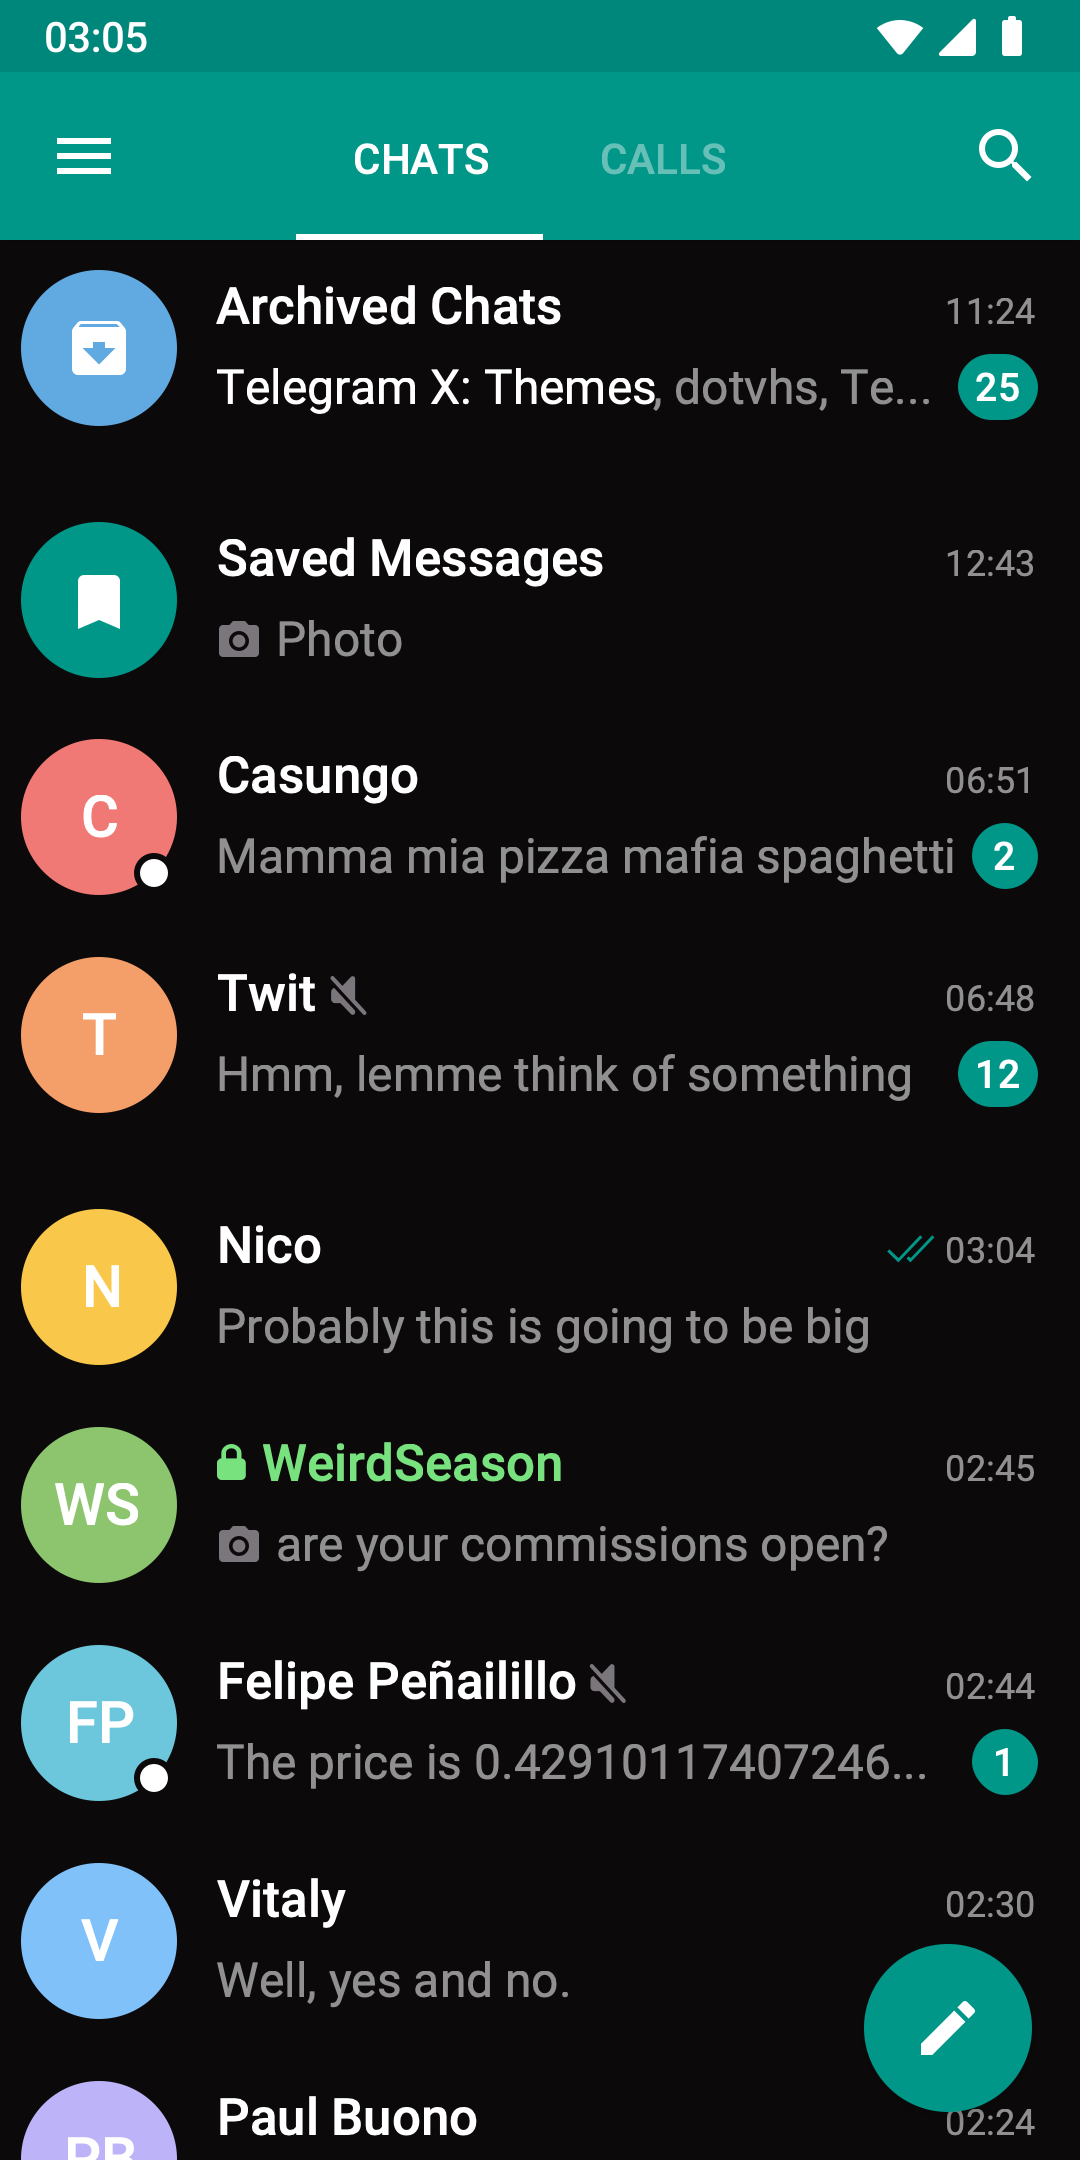 03:05
CHATS CALLS
Archived Chats 11:24
Telegram X: Themes, dotvhs, Te... 25
Saved Messages 12:43
Photo
C Casungo 06:51
Mamma mia pizza mafia spaghetti 2
T Twit 06:48
Hmm, lemme think of something 12
N Nico 03:04
Probably this is going to be big
WS WeirdSeason 02:45
are your commissions open?
FP Felipe Peñailillo 02:44
The price is 0.42910117407246... 1
V Vitaly 02:30
Well, yes and no.
PB Paul Buono 02:24